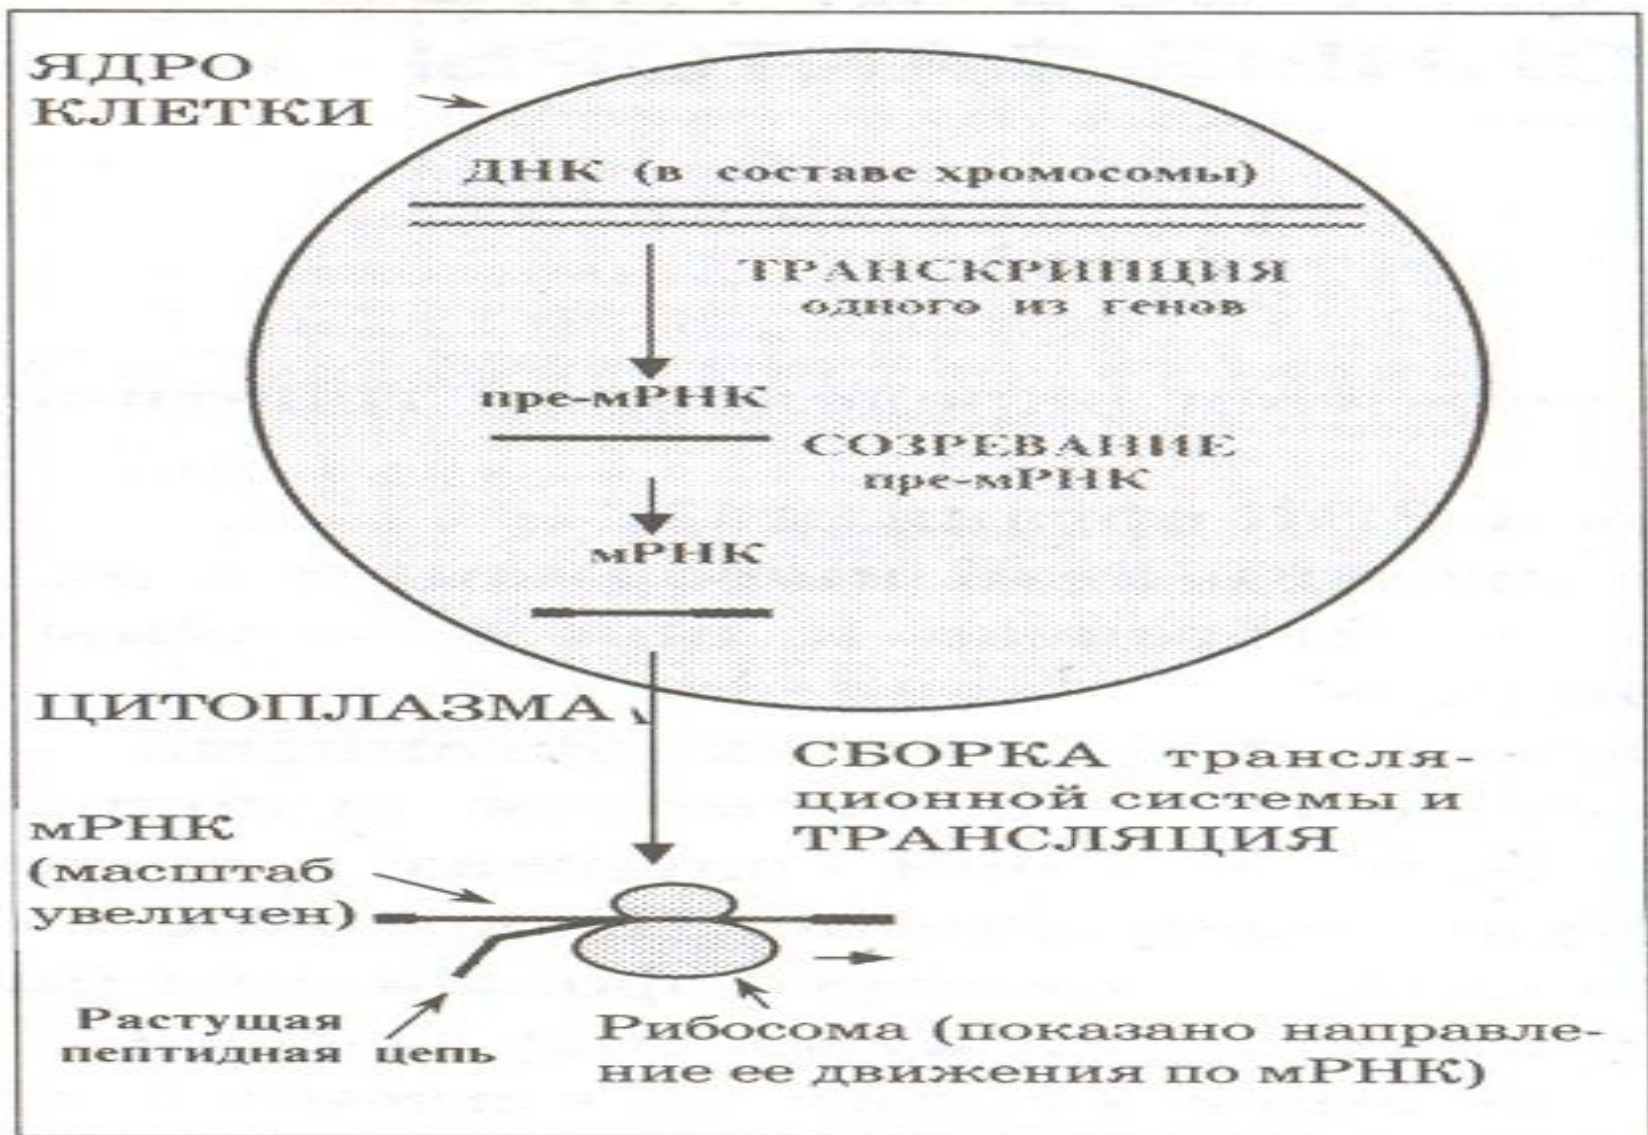 ЯДРО
КЛЕТКИ
ДНК (в составе хромосомы)
ТРАНСКРИПЦИЯ
одного из генов
пре-мРНК
СОЗРЕВАНИЕ
пре-мРНК
мРНК
ЦИТОПЛАЗМА
СБОРКА трансля-
ционной системы и
ТРАНСЛЯЦИЯ
мРНК
(масштаб
увеличен)
Растущая
пептидная цепь
Рибосома (показано направле-
ние ее движения по мРНК)